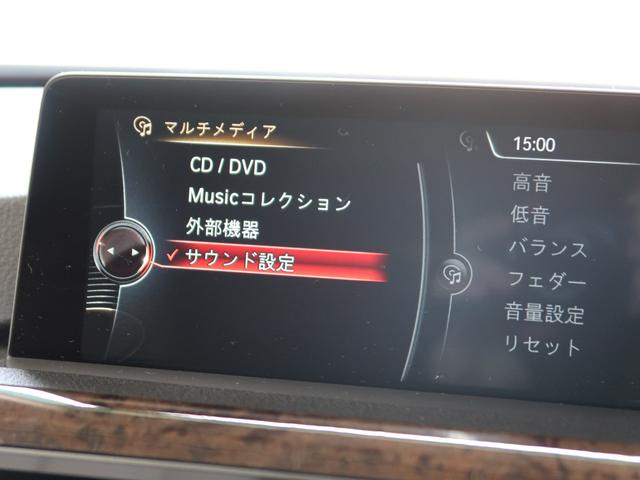 マルチメディア
CD / DVD
Musicコレクション
外部機器
✓ サウンド設定
15:00
高音
低音
バランス
フェダー
音量設定
リセット